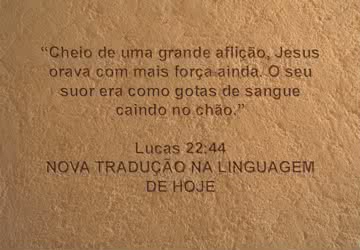 “Cheio de uma grande aflição, Jesus
orava com mais força ainda. O seu
suor era como gotas de sangue
caindo no chão.”
Lucas 22:44
NOVA TRADUÇÃO NA LINGUAGEM
DE HOJE